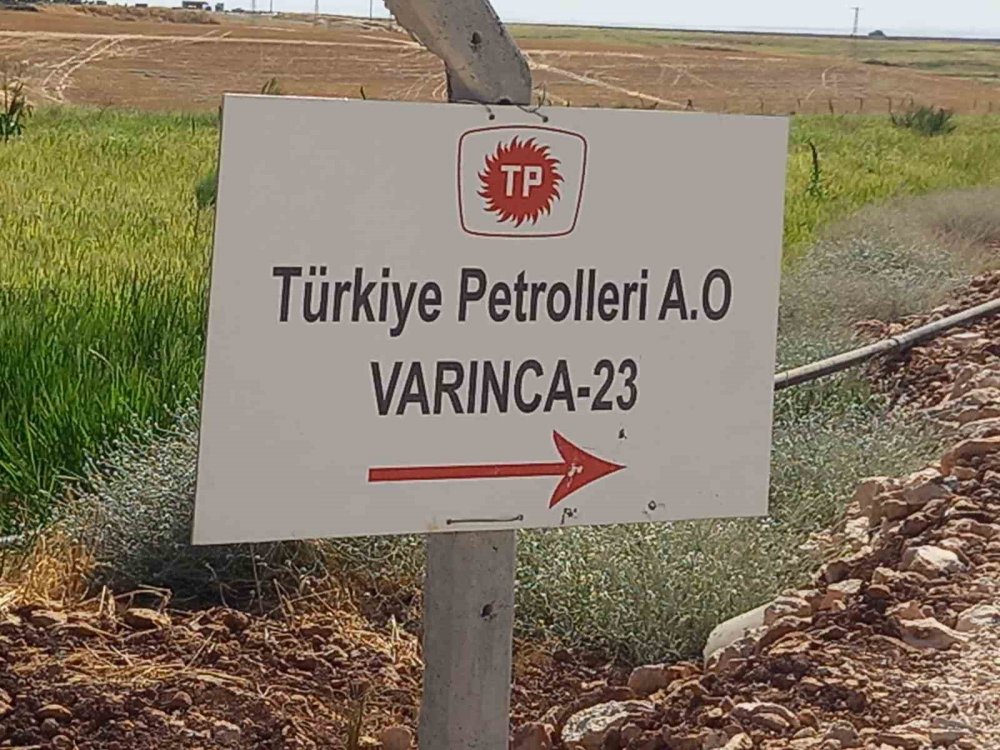 TP
Türkiye Petrolleri A.O
VARINCA-23